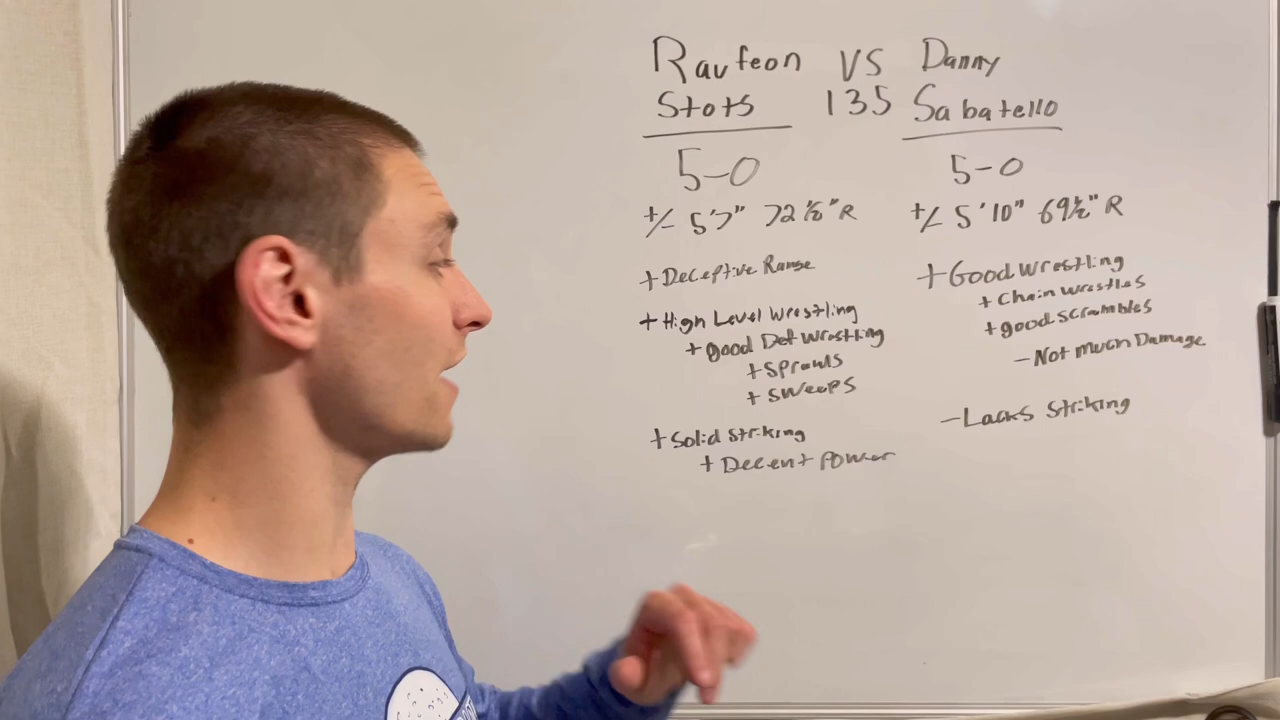 Raufeon VS Danny
Stots 135 Sabatello
5-0
+/- 5'7" 72 ½" R
+ Deceptive Range
+ High Level Wrestling
+ good Def Wrestling
+ Sprawls
+ Sweeps
+ Solid Striking
+ Decent Power
5-0
+/- 5'10" 69½" R
+ Good Wrestling
+ Chain Wrestles
+ good Scrambles
- Not much Damage
- Lacks Striking